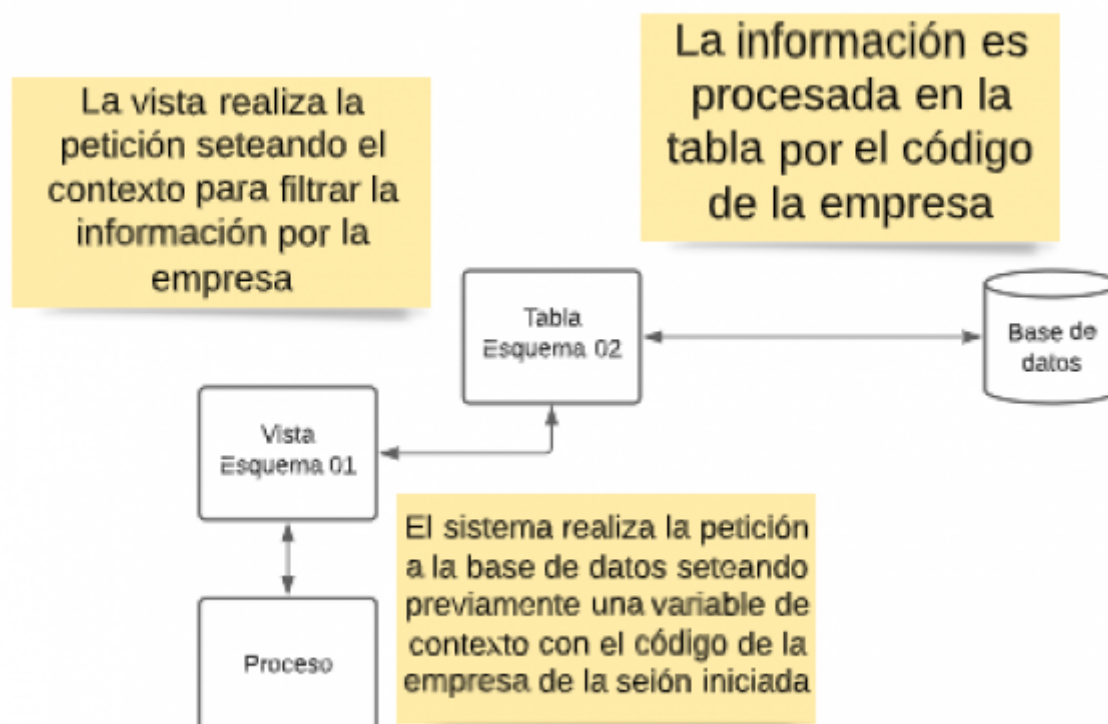 La información es
procesada en la
tabla por el código
de la empresa
La vista realiza la
petición seteando el
contexto para filtrar la
información por la
empresa
Tabla
Esquema 02
Base de
datos
Vista
Esquema 01
El sistema realiza la petición
a la base de datos seteando
previamente una variable de
contexto con el código de la
empresa de la seión iniciada
Proceso